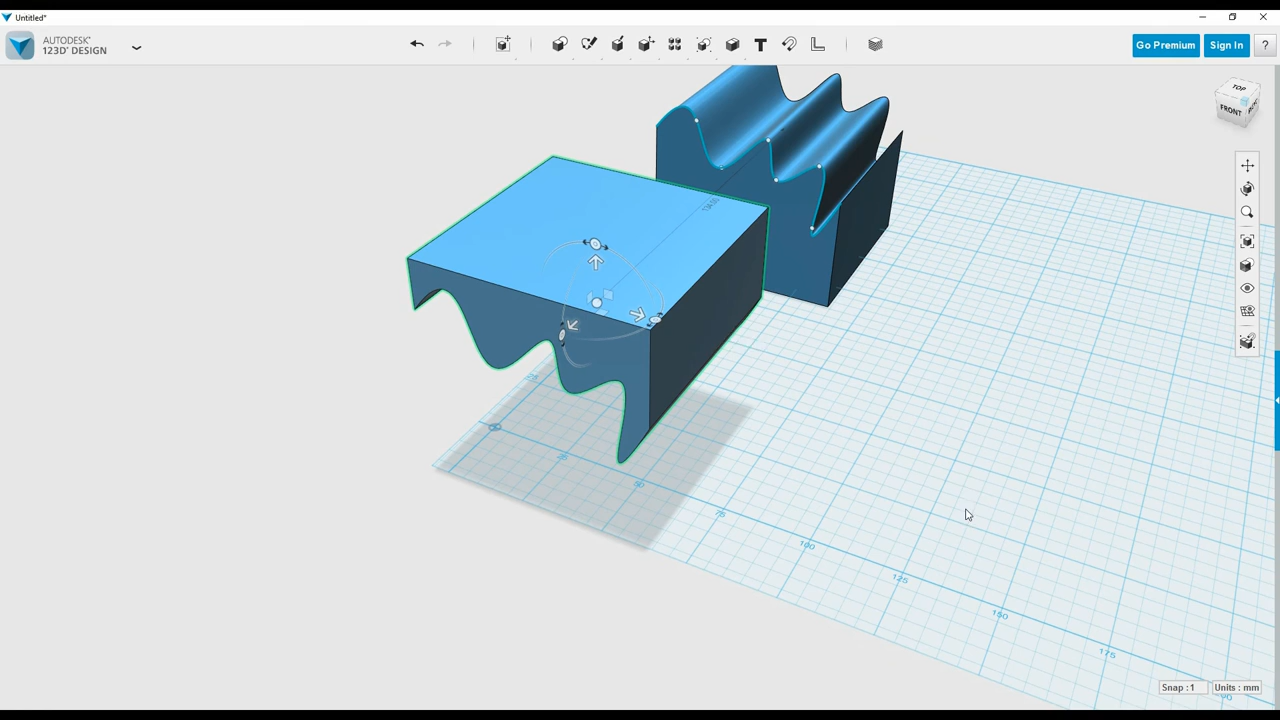 Untitled*
AUTODESK®
123D® DESIGN
T
Go Premium
Sign In
?
TOP
FRONT
25
50
75
100
125
150
175
Snap : 1
Units : mm